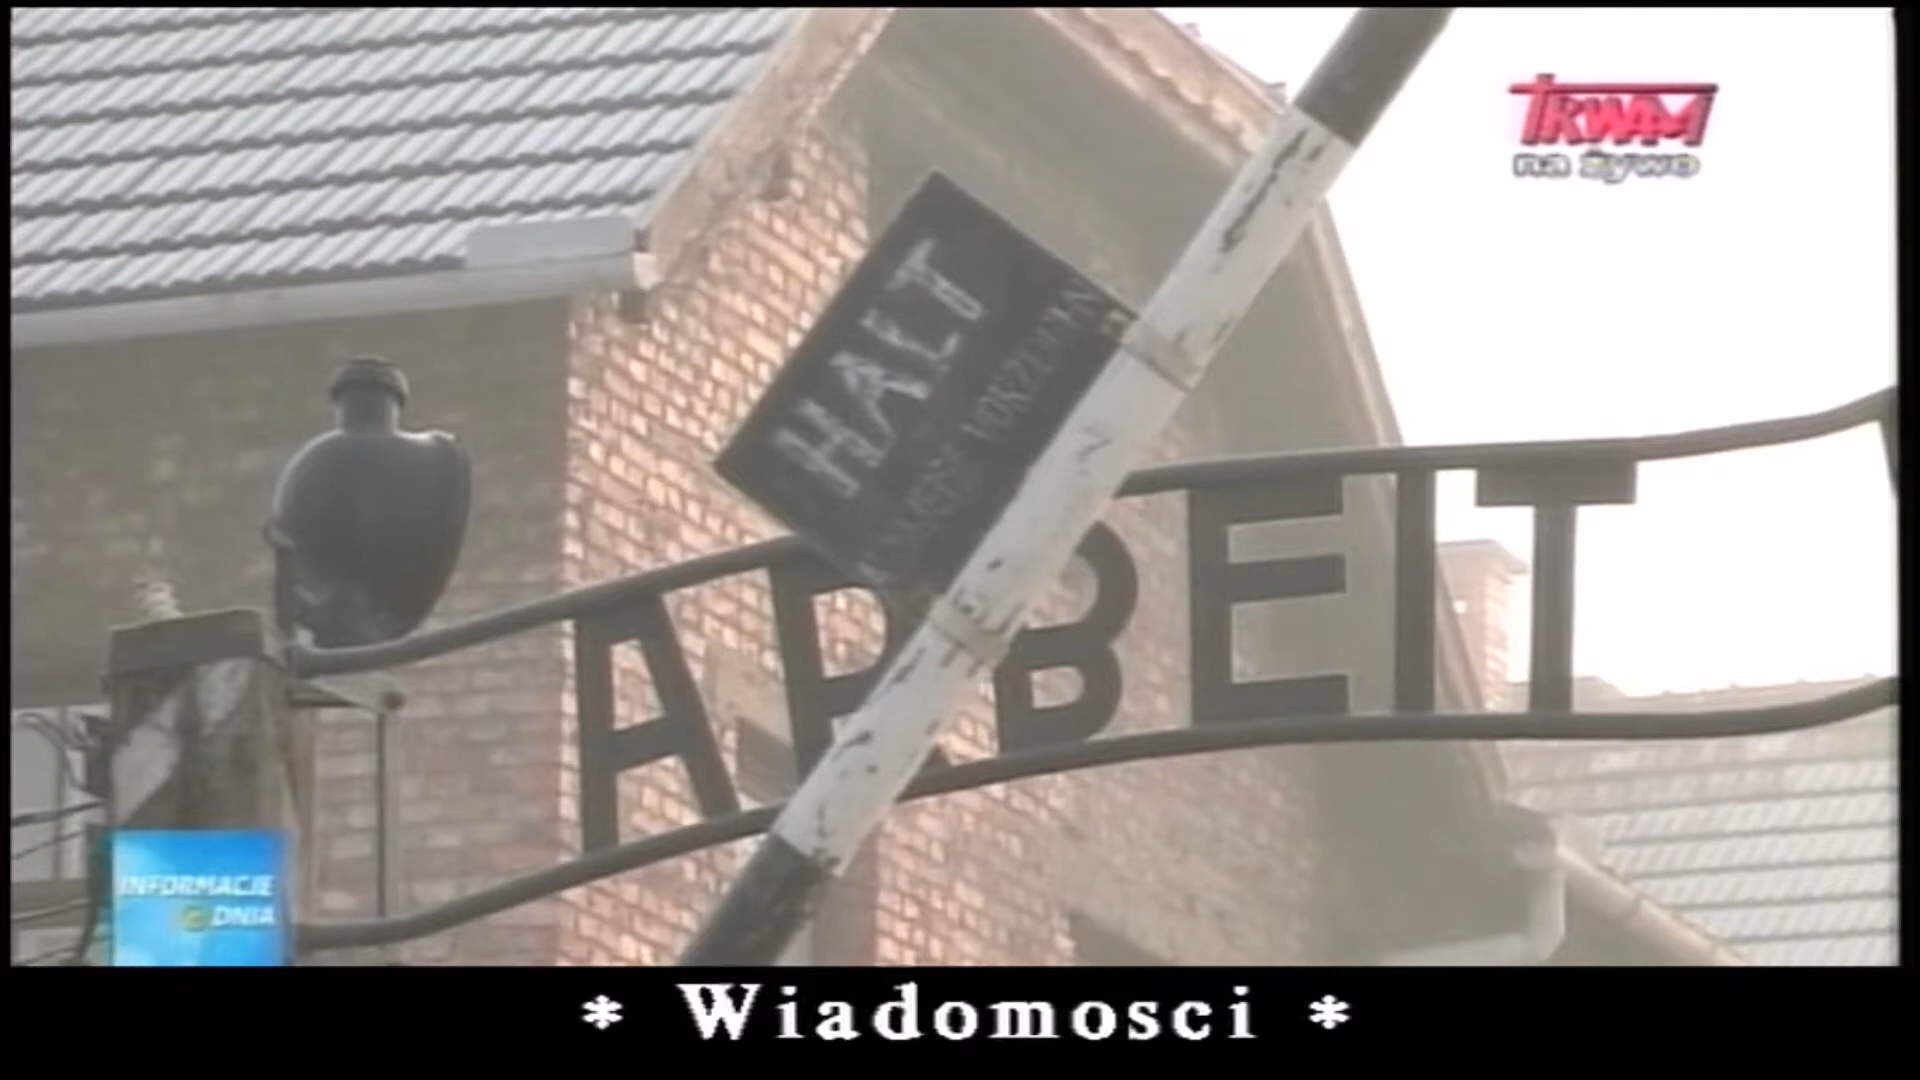 TRWAM
na żywo
HALT
ARBEIT
INFORMACJE
DNIA
* Wiadomosci *